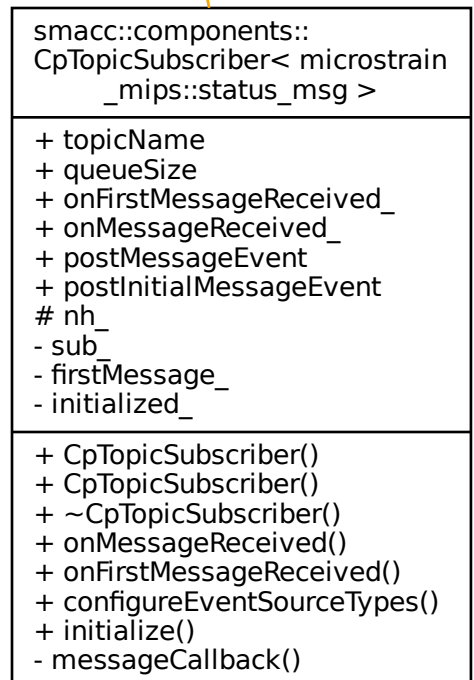 smacc::components::
CpTopicSubscriber< microstrain
_mips::status_msg >
+ topicName
+ queueSize
+ onFirstMessageReceived_
+ onMessageReceived_
+ postMessageEvent
+ postInitialMessageEvent
# nh_
- sub_
- firstMessage_
- initialized_
+ CpTopicSubscriber()
+ CpTopicSubscriber()
+ ~CpTopicSubscriber()
+ onMessageReceived()
+ onFirstMessageReceived()
+ configureEventSourceTypes()
+ initialize()
- messageCallback()